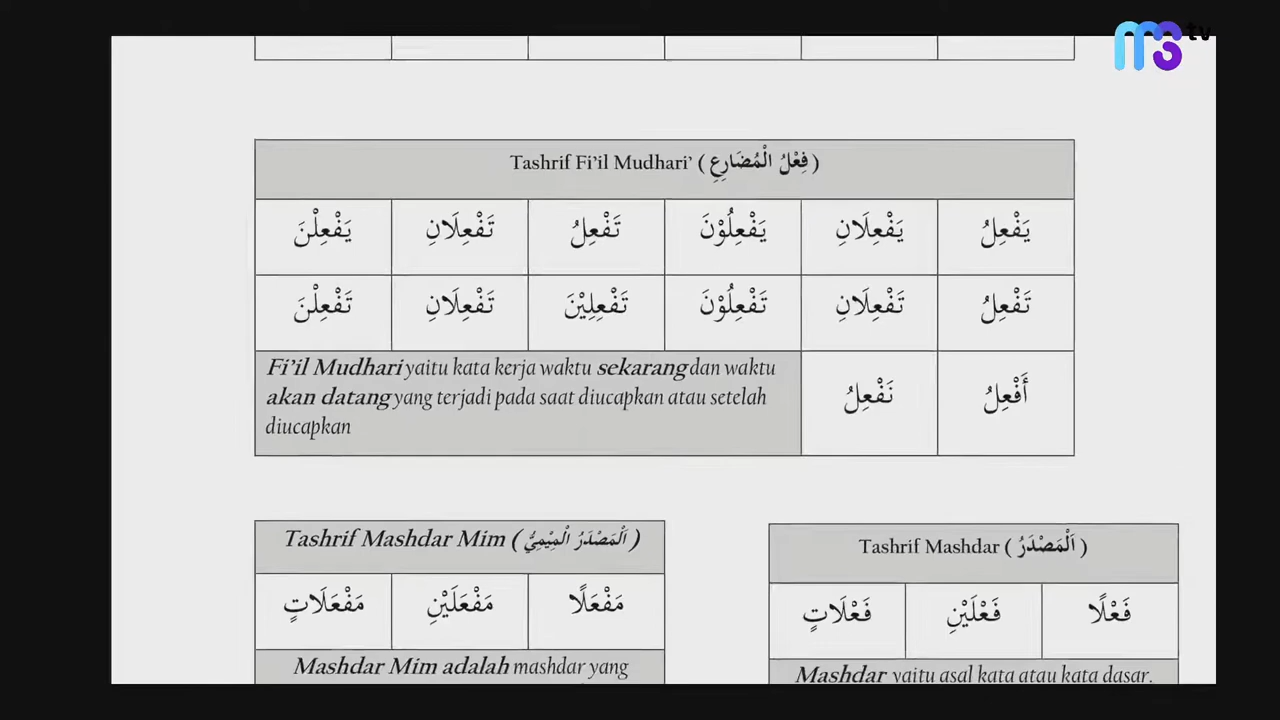 ms tv
Tashrif Fi'il Mudhari' ( فِعْلُ الْمُضَارِعِ )
يَفْعِلُ يَفْعِلَانِ يَفْعِلُوْنَ تَفْعِلُ تَفْعِلَانِ يَفْعِلْنَ
تَفْعِلُ تَفْعِلَانِ تَفْعِلُوْنَ تَفْعِلِيْنَ تَفْعِلَانِ تَفْعِلْنَ
أَفْعِلُ نَفْعِلُ
Fi'il Mudhari yaitu kata kerja waktu sekarang dan waktu
akan datang yang terjadi pada saat diucapkan atau setelah
diucapkan
Tashrif Mashdar Mim ( اَلْمَصْدَرُ الْمِيْمِيُّ )
مَفْعَلًا مَفْعَلَيْنِ مَفْعَلَاتٍ
Mashdar Mim adalah mashdar yang
Tashrif Mashdar ( اَلْمَصْدَرُ )
فَعْلًا فَعْلَيْنِ فَعْلَاتٍ
Mashdar yaitu asal kata atau kata dasar.